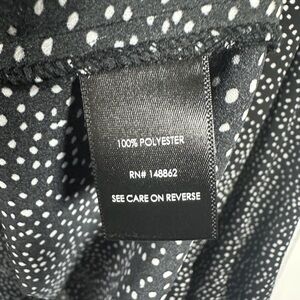 100% POLYESTER
RN# 148862
SEE CARE ON REVERSE